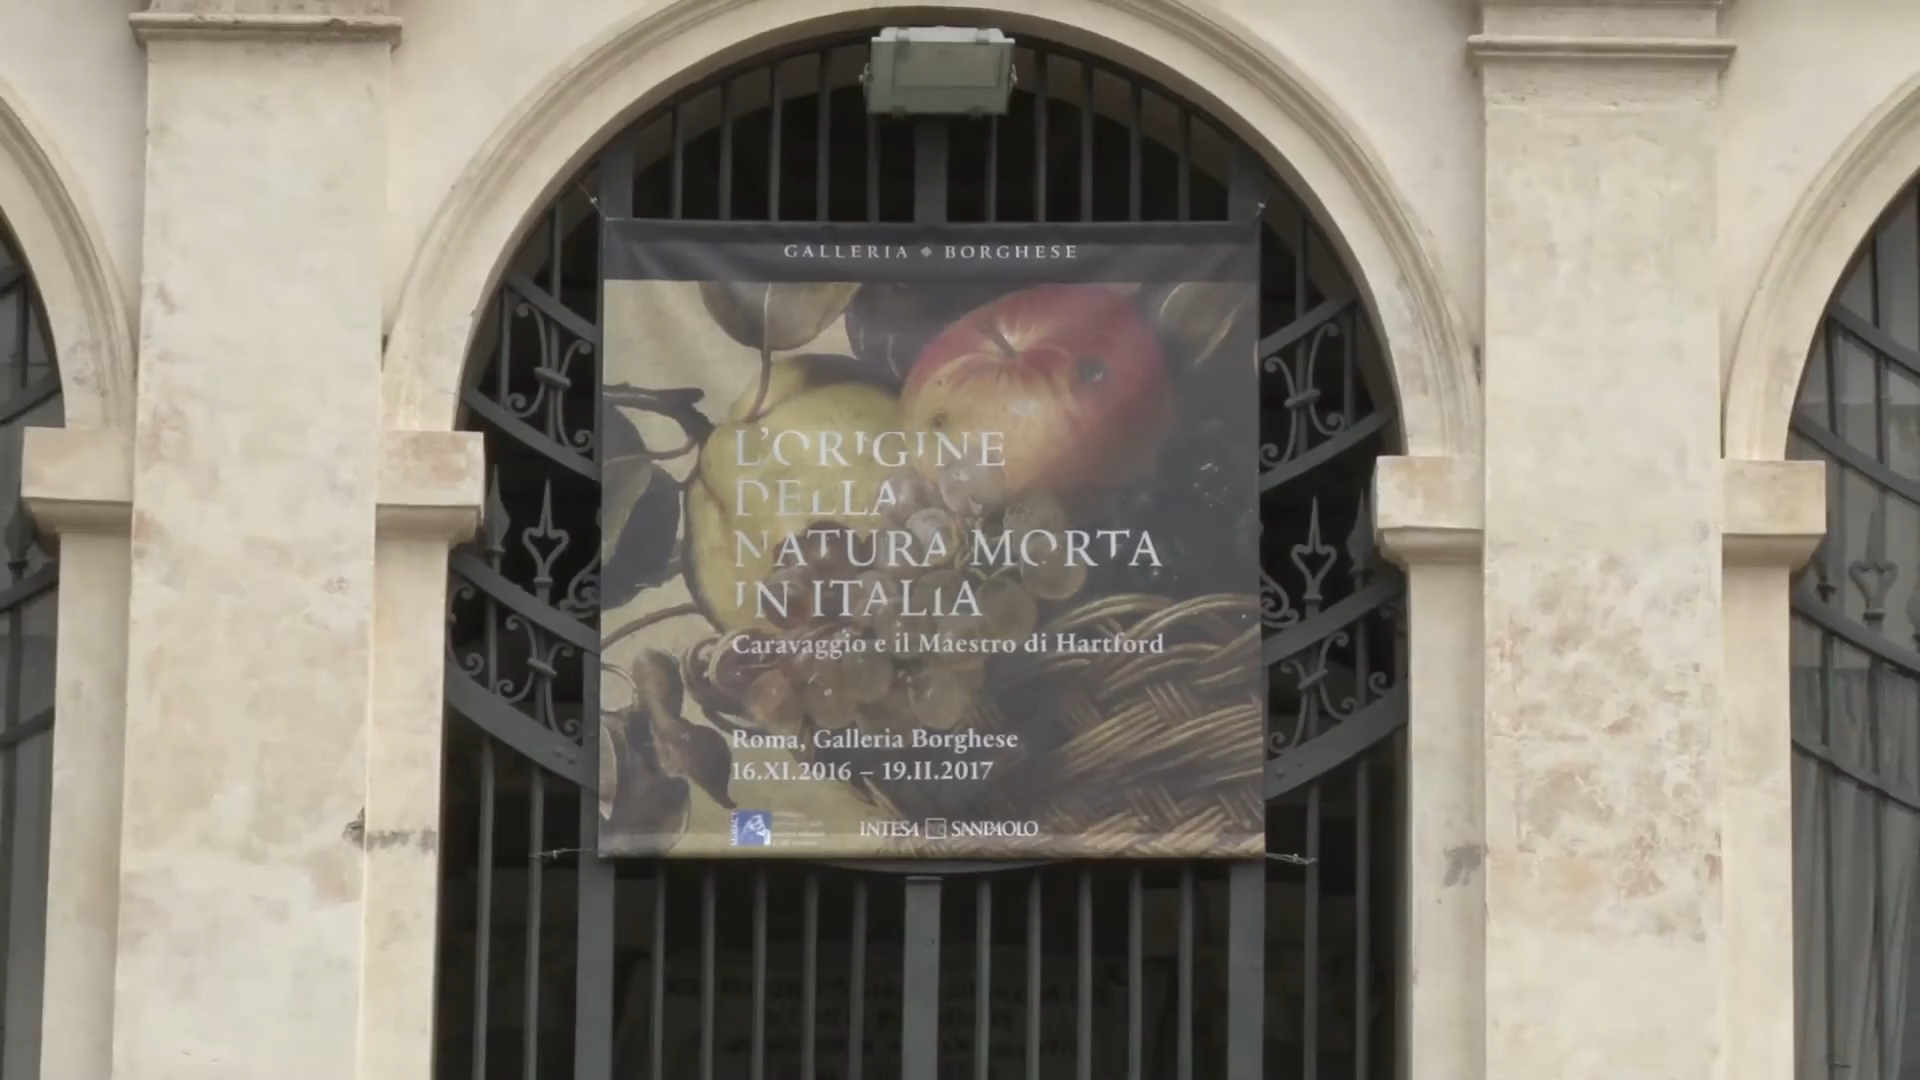 GALLERIA ◆ BORGHESE
L'ORIGINE
DELLA
NATURA MORTA
IN ITALIA
Caravaggio e il Maestro di Hartford
Roma, Galleria Borghese
16.XI.2016 – 19.II.2017
INTESA SANPAOLO